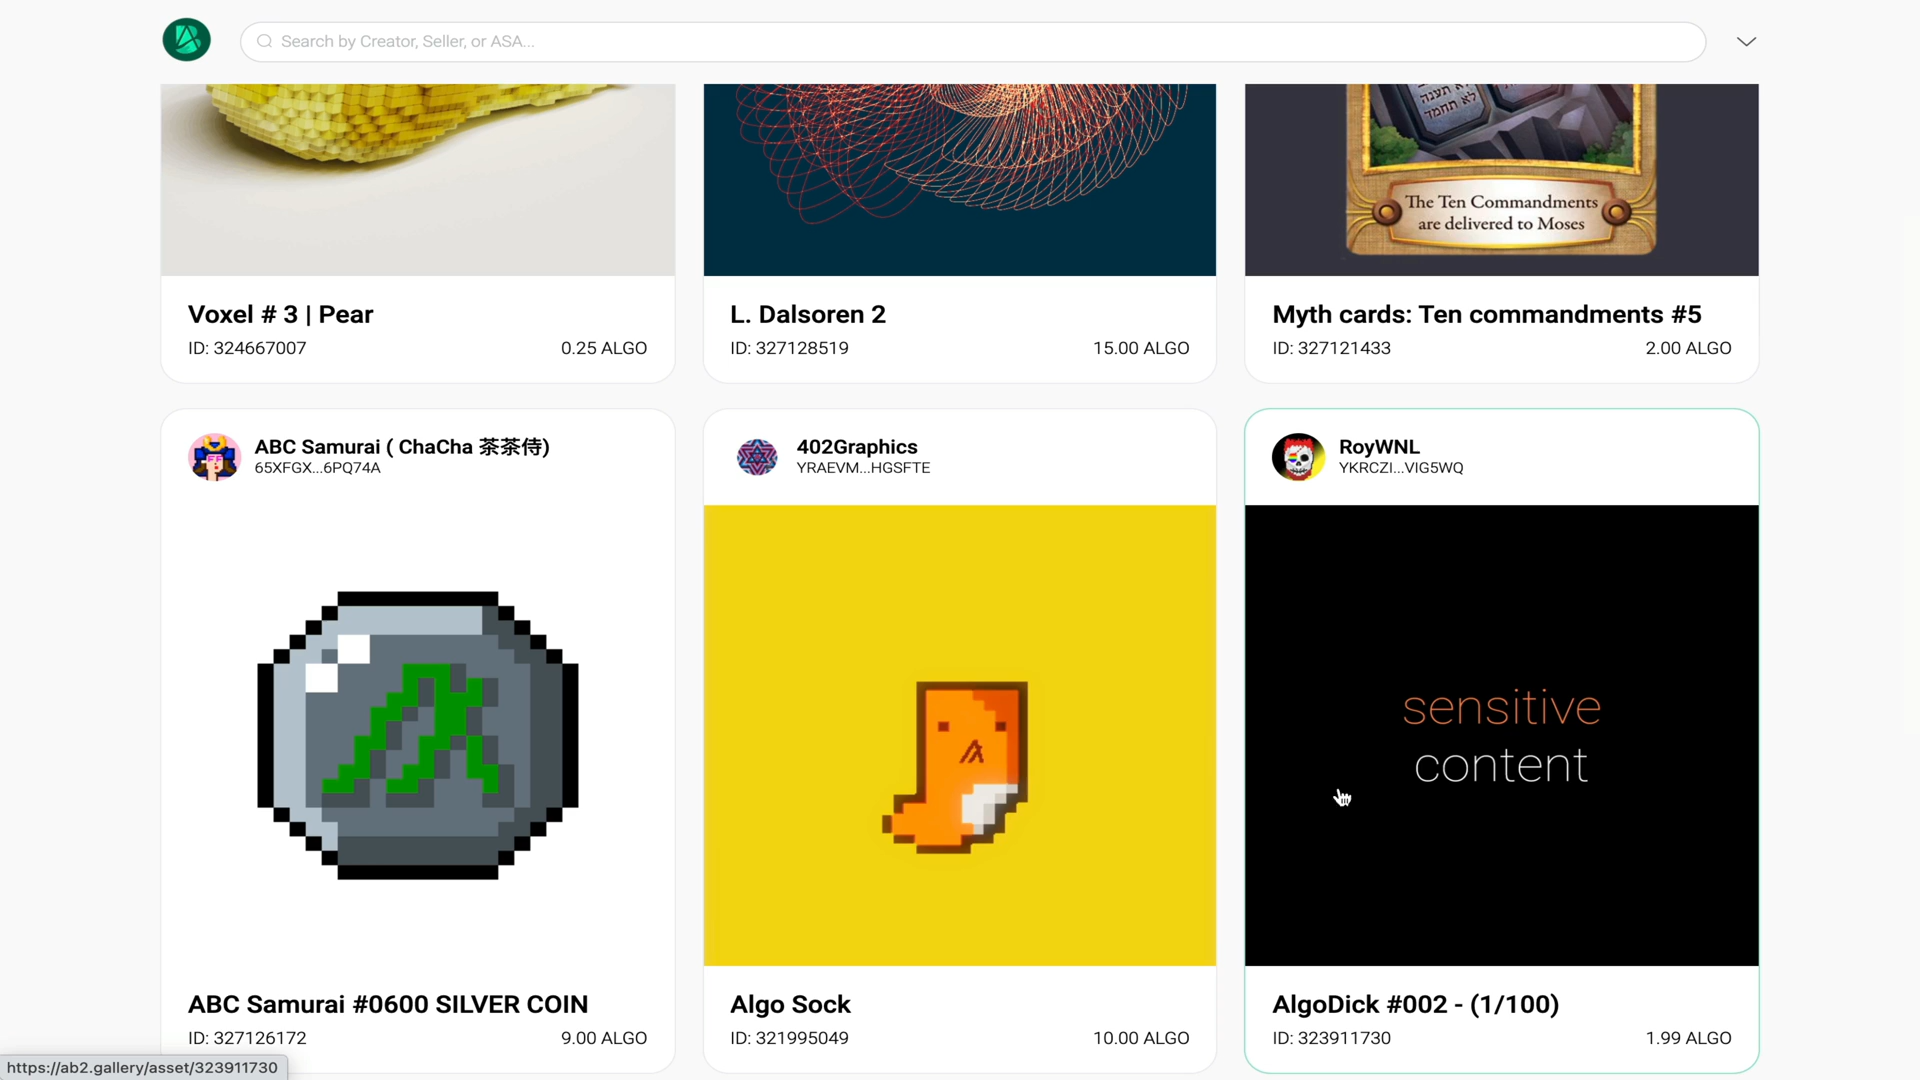 Search by Creator, Seller, or ASA...
לא תענה
לא תחמד
The Ten Commandments
are delivered to Moses
Voxel # 3 | Pear
ID: 324667007
0.25 ALGO
L. Dalsoren 2
ID: 327128519
15.00 ALGO
Myth cards: Ten commandments #5
ID: 327121433
2.00 ALGO
ABC Samurai ( ChaCha 茶茶侍)
65XFGX...6PQ74A
402Graphics
YRAEVM...HGSFTE
RoyWNL
YKRCZI...VIG5WQ
sensitive
content
ABC Samurai #0600 SILVER COIN
ID: 327126172
9.00 ALGO
Algo Sock
ID: 321995049
10.00 ALGO
AlgoDick #002 - (1/100)
ID: 323911730
1.99 ALGO
https://ab2.gallery/asset/323911730